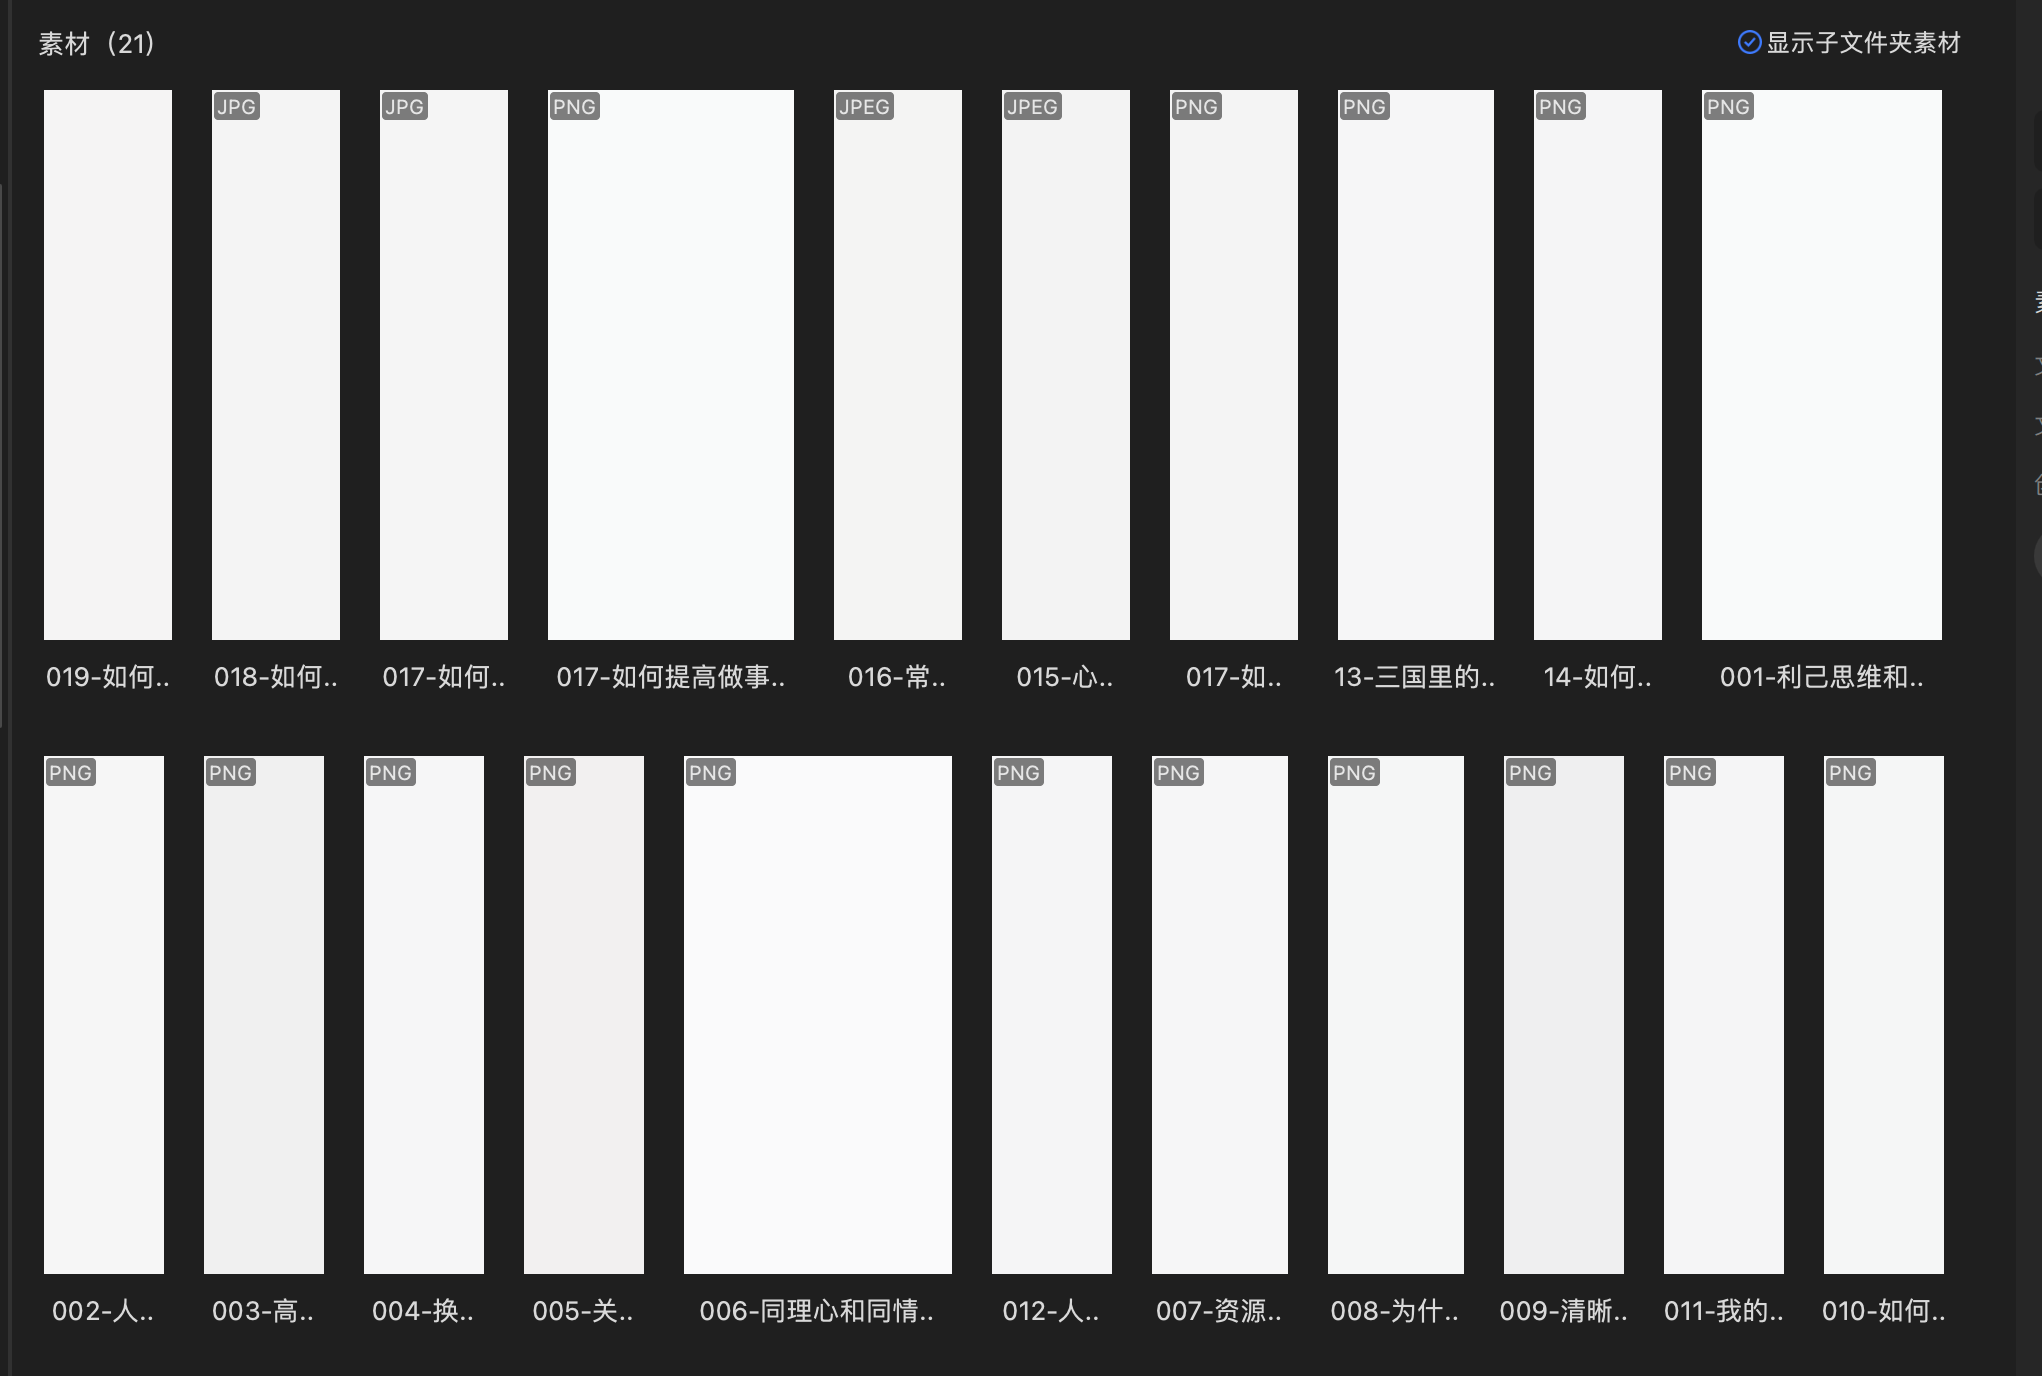 素材（21）
显示子文件夹素材
JPG
JPG
PNG
JPEG
JPEG
PNG
PNG
PNG
PNG
019-如何..
018-如何..
017-如何..
017-如何提高做事..
016-常..
015-心..
017-如..
13-三国里的..
14-如何..
001-利己思维和..
PNG
PNG
PNG
PNG
PNG
PNG
PNG
PNG
PNG
PNG
PNG
002-人..
003-高..
004-换..
005-关..
006-同理心和同情..
012-人..
007-资源..
008-为什..
009-清晰..
011-我的..
010-如何..